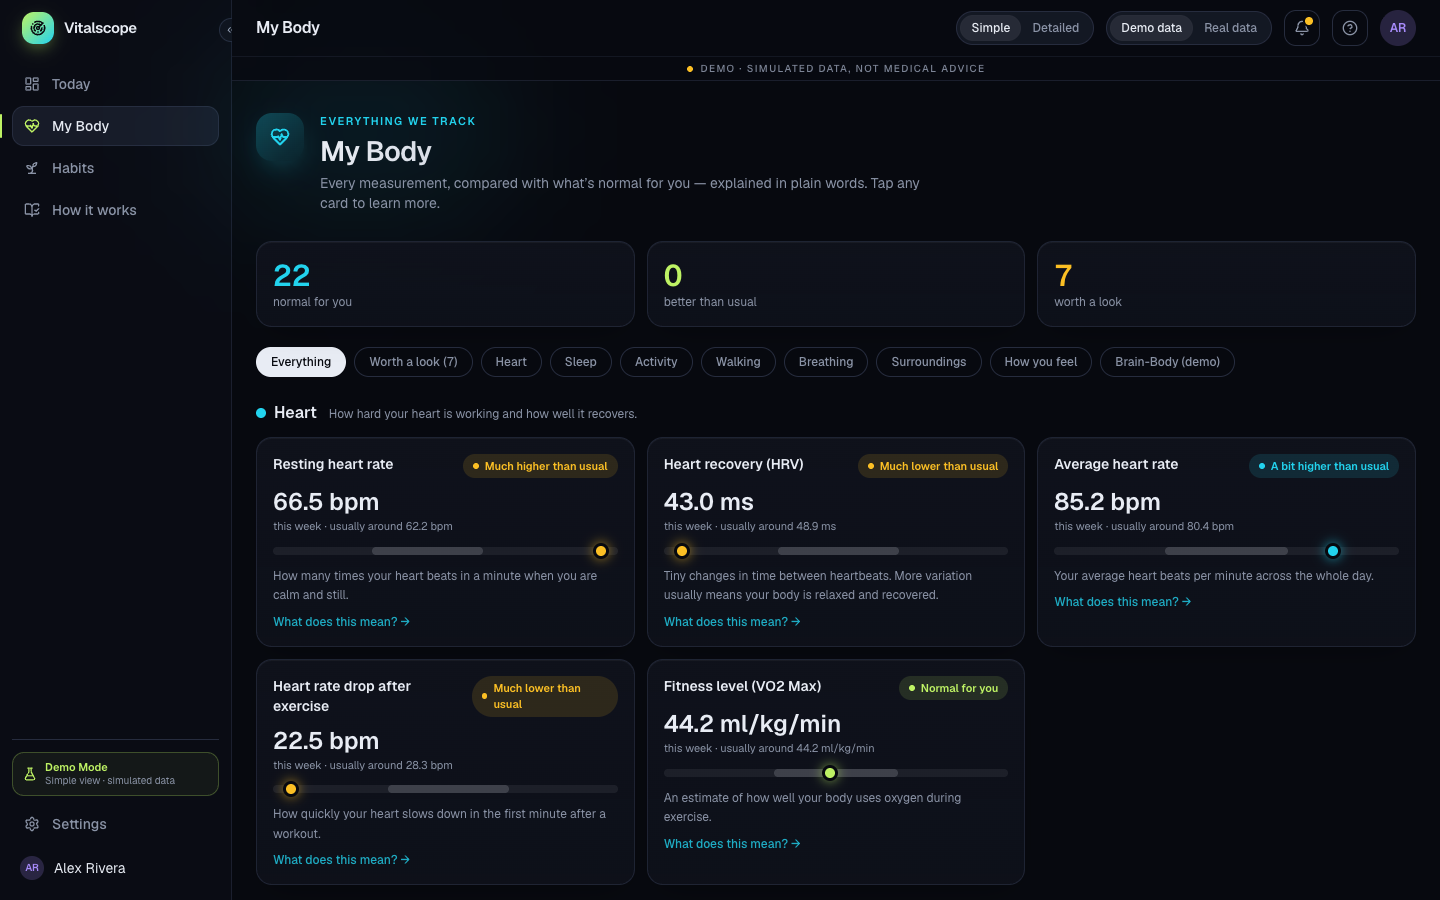 Vitalscope
«
My Body
Simple
Detailed
Demo data
Real data
AR
DEMO · SIMULATED DATA, NOT MEDICAL ADVICE
Today
My Body
Habits
How it works
EVERYTHING WE TRACK
My Body
Every measurement, compared with what's normal for you — explained in plain words. Tap any
card to learn more.
22
normal for you
0
better than usual
7
worth a look
Everything
Worth a look (7)
Heart
Sleep
Activity
Walking
Breathing
Surroundings
How you feel
Brain-Body (demo)
Heart
How hard your heart is working and how well it recovers.
Resting heart rate
Much higher than usual
66.5 bpm
this week · usually around 62.2 bpm
How many times your heart beats in a minute when you are
calm and still.
What does this mean? →
Heart recovery (HRV)
Much lower than usual
43.0 ms
this week · usually around 48.9 ms
Tiny changes in time between heartbeats. More variation
usually means your body is relaxed and recovered.
What does this mean? →
Average heart rate
A bit higher than usual
85.2 bpm
this week · usually around 80.4 bpm
Your average heart beats per minute across the whole day.
What does this mean? →
Heart rate drop after
exercise
Much lower than
usual
22.5 bpm
this week · usually around 28.3 bpm
How quickly your heart slows down in the first minute after a
workout.
What does this mean? →
Fitness level (VO2 Max)
Normal for you
44.2 ml/kg/min
this week · usually around 44.2 ml/kg/min
An estimate of how well your body uses oxygen during
exercise.
What does this mean? →
Demo Mode
Simple view · simulated data
Settings
AR
Alex Rivera